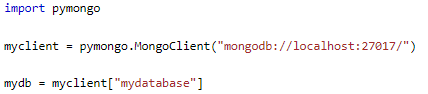 import pymongo
myclient = pymongo.MongoClient("mongodb://localhost:27017/")
mydb = myclient["mydatabase"]